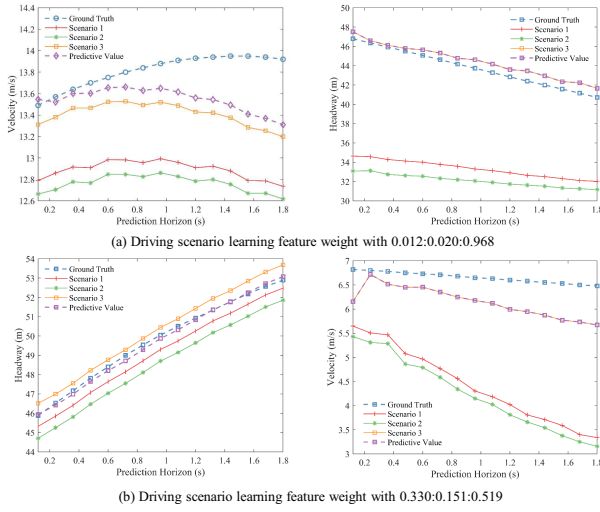 14.4
14.2
14
13.8
13.6
13.4
13.2
13
12.8
12.6
Velocity (m/s)
Ground Truth
Scenario 1
Scenario 2
Scenario 3
Predictive Value
0.2 0.4 0.6 0.8 1.0 1.2 1.4 1.6 1.8
Prediction Horizon (s)
50
48
46
44
42
40
38
36
34
32
30
Headway (m)
Ground Truth
Scenario 1
Scenario 2
Scenario 3
Predictive Value
0.2 0.4 0.6 0.8 1.0 1.2 1.4 1.6 1.8
Prediction Horizon (s)
(a) Driving scenario learning feature weight with 0.012:0.020:0.968
54
53
52
51
50
49
48
47
46
45
44
Headway (m)
Ground Truth
Scenario 1
Scenario 2
Scenario 3
Predictive Value
0.2 0.4 0.6 0.8 1.0 1.2 1.4 1.6 1.8
Prediction Horizon (s)
7
6.5
6
5.5
5
4.5
4
3.5
3
Velocity (m/s)
Ground Truth
Scenario 1
Scenario 2
Scenario 3
Predictive Value
0.2 0.4 0.6 0.8 1.0 1.2 1.4 1.6 1.8
Prediction Horizon (s)
(b) Driving scenario learning feature weight with 0.330:0.151:0.519